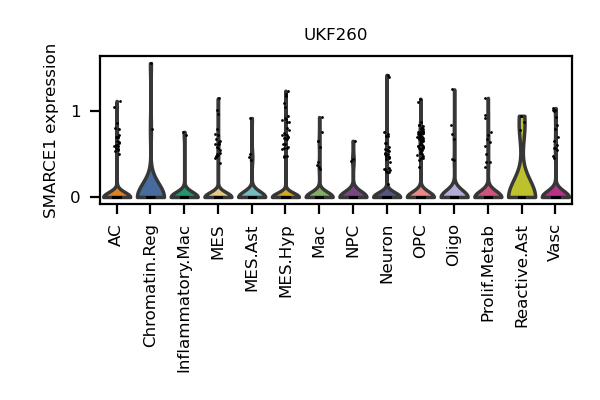 UKF260
SMARCE1 expression
1
0
AC
Chromatin.Reg
Inflammatory.Mac
MES
MES.Ast
MES.Hyp
Mac
NPC
Neuron
OPC
Oligo
Prolif.Metab
Reactive.Ast
Vasc